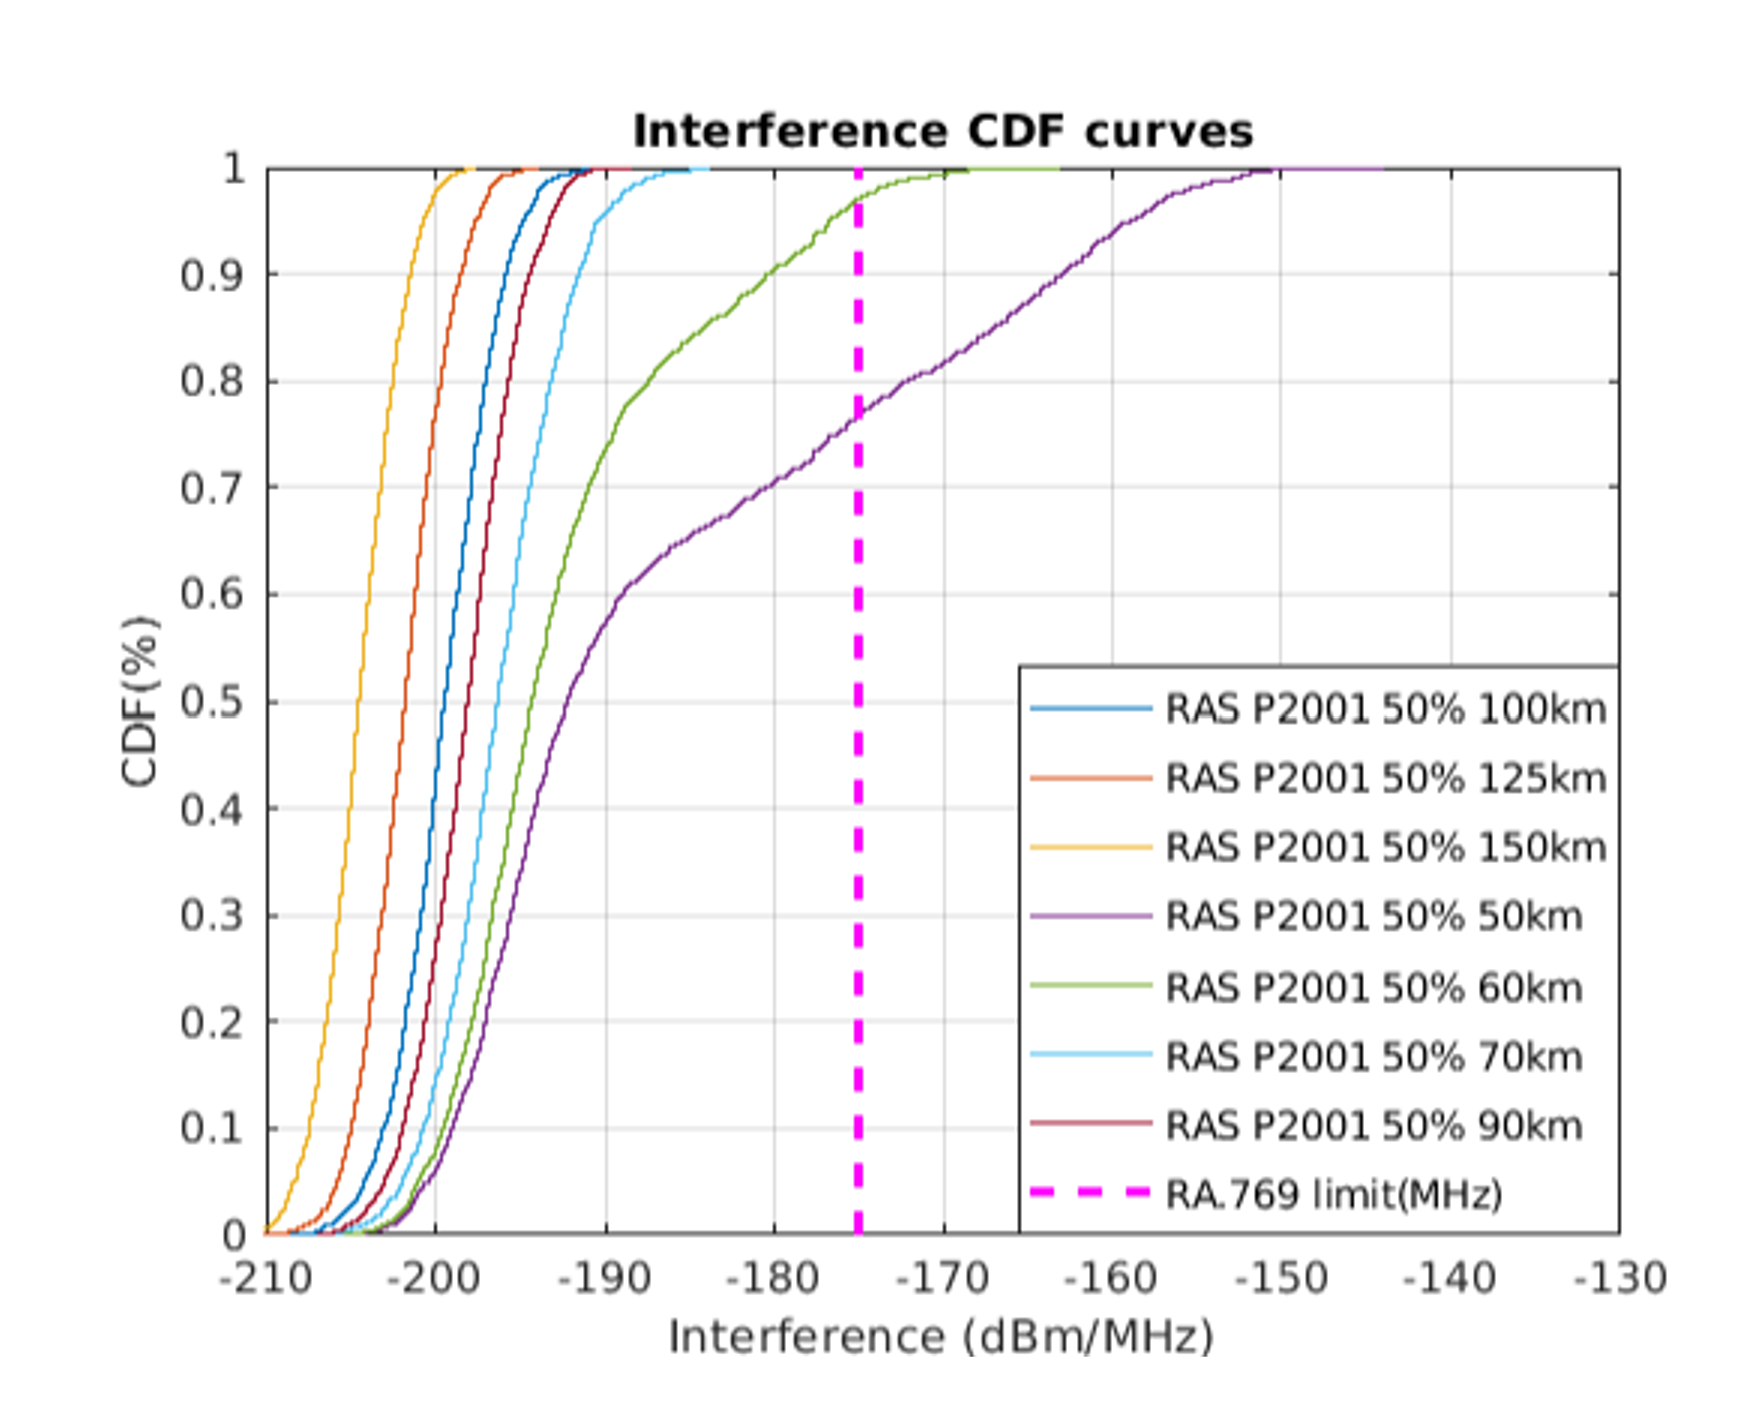 Interference CDF curves
1
0.9
0.8
0.7
0.6
0.5
0.4
0.3
0.2
0.1
0
CDF(%)
-210 -200 -190 -180 -170 -160 -150 -140 -130
Interference (dBm/MHz)
RAS P2001 50% 100km
RAS P2001 50% 125km
RAS P2001 50% 150km
RAS P2001 50% 50km
RAS P2001 50% 60km
RAS P2001 50% 70km
RAS P2001 50% 90km
RA.769 limit(MHz)